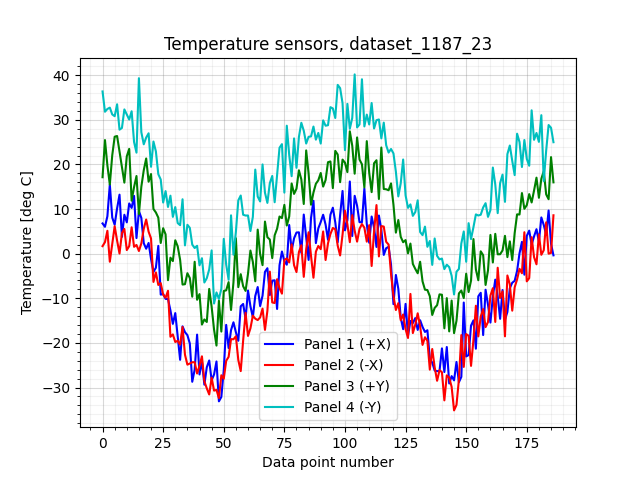 Temperature sensors, dataset_1187_23
Temperature [deg C]
40
30
20
10
0
−10
−20
−30
Panel 1 (+X)
Panel 2 (-X)
Panel 3 (+Y)
Panel 4 (-Y)
0 25 50 75 100 125 150 175
Data point number